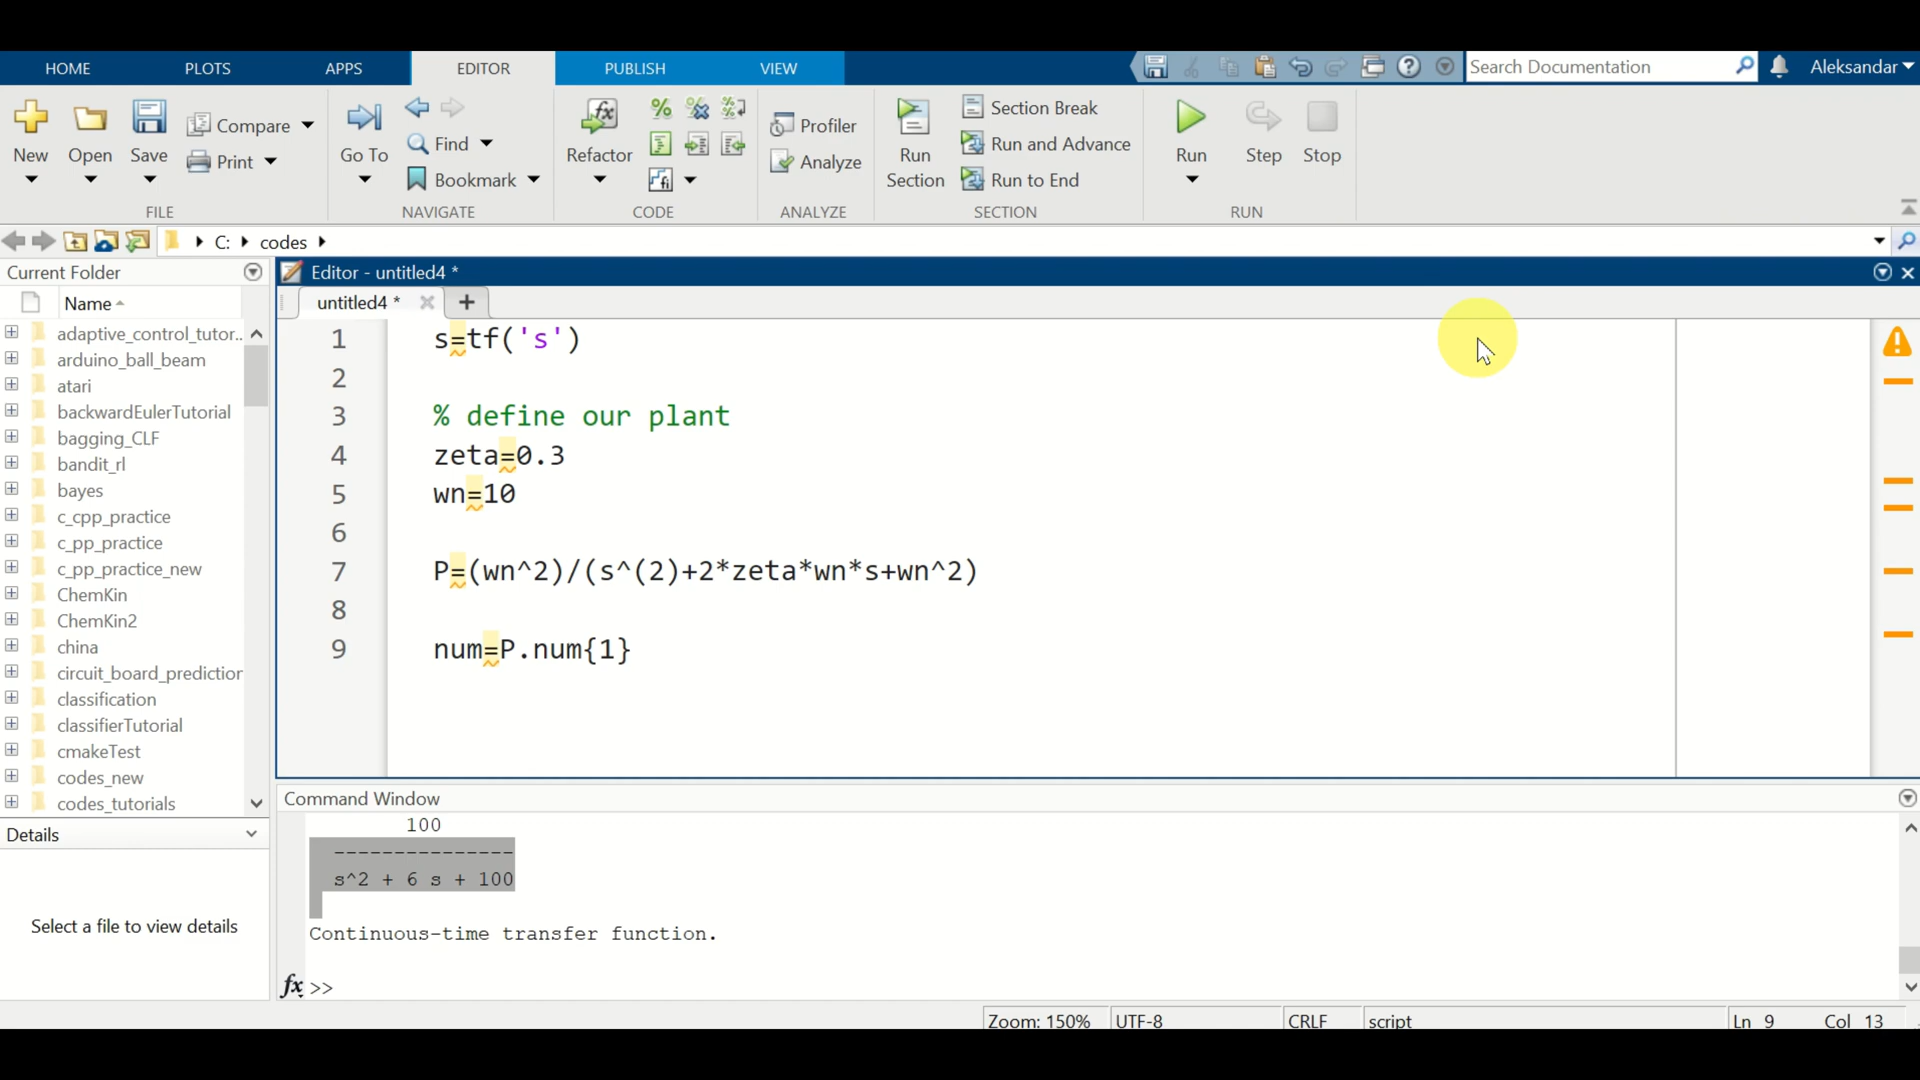 HOME PLOTS APPS EDITOR PUBLISH VIEW Search Documentation Aleksandar
New Open Save Compare Print
Go To Find Bookmark
Refactor
Profiler Analyze
Run Section
Section Break
Run and Advance
Run to End
Run Step Stop
FILE NAVIGATE CODE ANALYZE SECTION RUN
C: codes
Current Folder
Name
adaptive_control_tutor..
arduino_ball_beam
atari
backwardEulerTutorial
bagging_CLF
bandit_rl
bayes
c_cpp_practice
c_pp_practice
c_pp_practice_new
ChemKin
ChemKin2
china
circuit_board_predictior
classification
classifierTutorial
cmakeTest
codes_new
codes_tutorials
Details
Select a file to view details
Editor - untitled4 *
untitled4 *
1 s=tf('s')
2
3 % define our plant
4 zeta=0.3
5 wn=10
6
7 P=(wn^2)/(s^(2)+2*zeta*wn*s+wn^2)
8
9 num=P.num{1}
Command Window
100
---------------
s^2 + 6 s + 100
Continuous-time transfer function.
fx >>
Zoom: 150% UTF-8 CRLF script Ln 9 Col 13